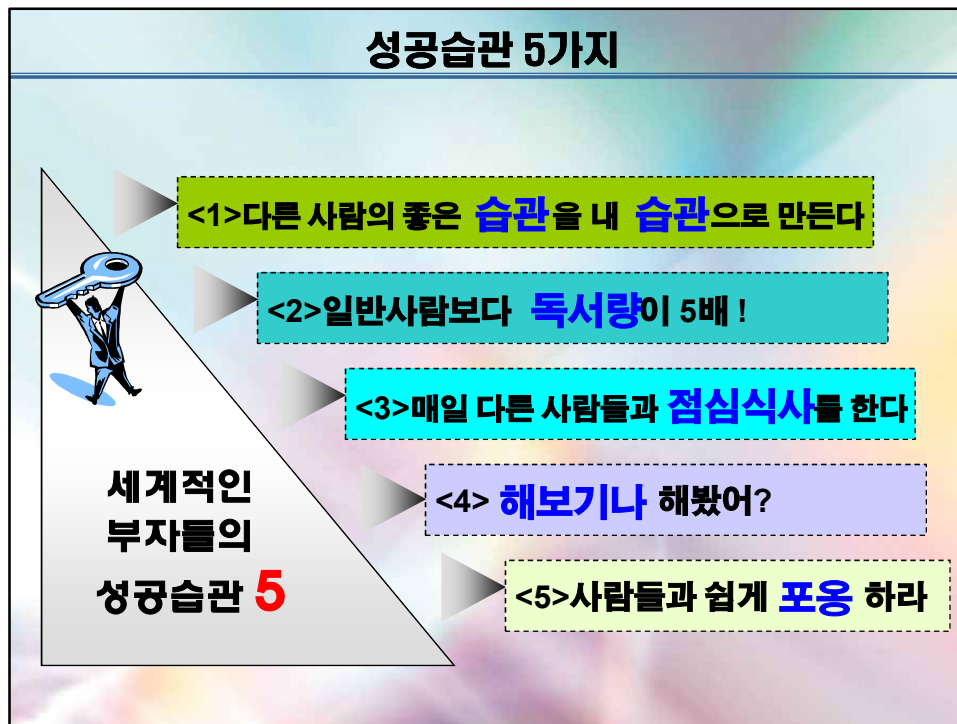 성공습관 5가지
<1>다른 사람의 좋은 습관을 내 습관으로 만든다
<2>일반사람보다 독서량이 5배 !
<3>매일 다른 사람들과 점심식사를 한다
<4> 해보기나 해봤어?
<5>사람들과 쉽게 포옹 하라
세계적인
부자들의
성공습관 5